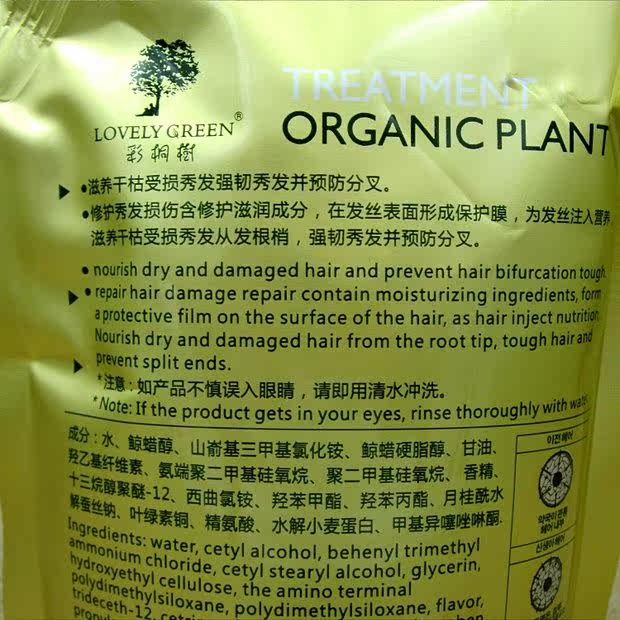 TREATMENT
ORGANIC PLANT
LOVELY GREEN®
彩桐樹
●滋养干枯受损秀发强韧秀发并预防分叉。
●修护秀发损伤含修护滋润成分，在发丝表面形成保护膜，为发丝注入营养
滋养干枯受损秀发从发根梢，强韧秀发并预防分叉。
● nourish dry and damaged hair and prevent hair bifurcation tough.
● repair hair damage repair contain moisturizing ingredients, form
a protective film on the surface of the hair, as hair inject nutrition,
Nourish dry and damaged hair from the root tip, tough hair and
prevent split ends.
*注意：如产品不慎误入眼睛，请即用清水冲洗。
*Note: If the product gets in your eyes, rinse thoroughly with water
成分：水、鲸蜡醇、山嵛基三甲基氯化铵、鲸蜡硬脂醇、甘油、
羟乙基纤维素、氨端聚二甲基硅氧烷、聚二甲基硅氧烷、香精、
十三烷醇聚醚-12、西曲氯铵、羟苯甲酯、羟苯丙酯、月桂酰水
解蚕丝钠、叶绿素铜、精氨酸、水解小麦蛋白、甲基异噻唑啉酮.
Ingredients: water, cetyl alcohol, behenyl trimethyl
ammonium chloride, cetyl stearyl alcohol, glycerin,
hydroxyethyl cellulose, the amino terminal
polydimethylsiloxane, polydimethylsiloxane, flavor,
trideceth-12,
이전 헤어